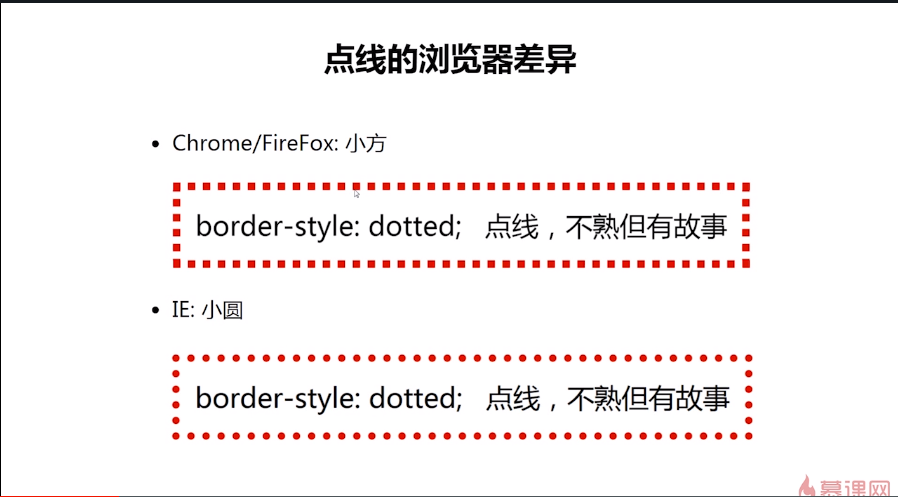 点线的浏览器差异
Chrome/FireFox: 小方
border-style: dotted; 点线，不熟但有故事
IE: 小圆
border-style: dotted; 点线，不熟但有故事
慕课网